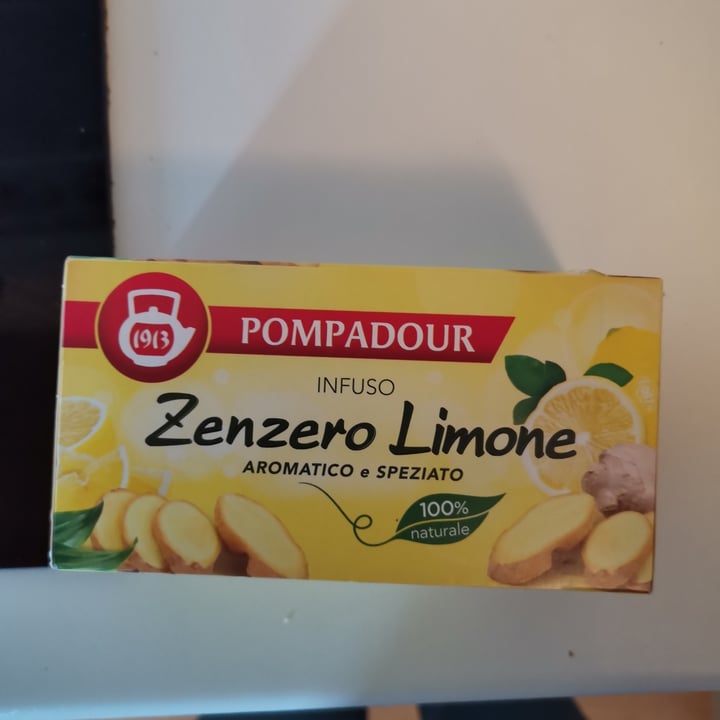 1913
POMPADOUR
INFUSO
Zenzero Limone
AROMATICO e SPEZIATO
100%
naturale